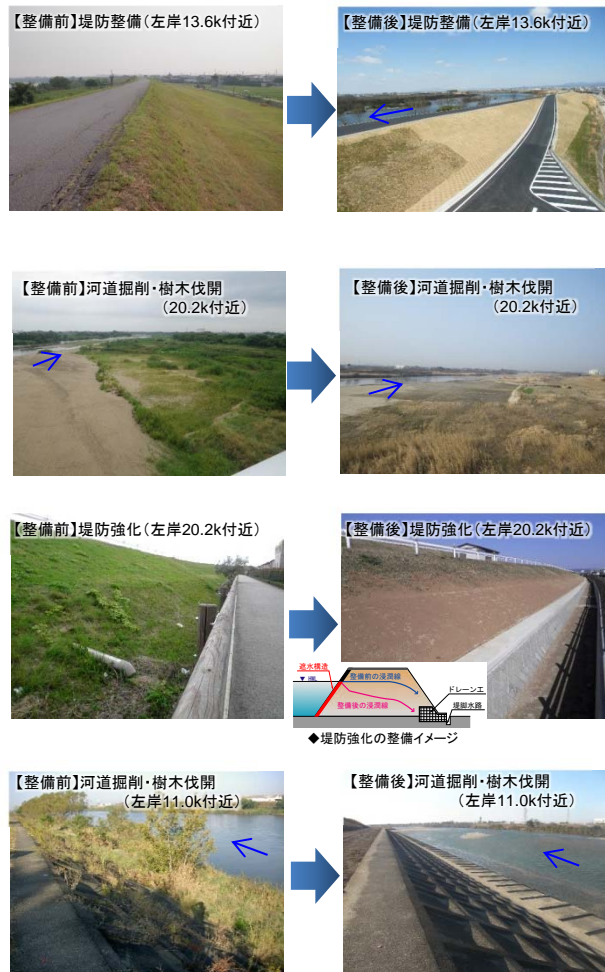 【整備前】堤防整備(左岸13.6k付近)
【整備後】堤防整備(左岸13.6k付近)
【整備前】河道掘削・樹木伐開
(20.2k付近)
【整備後】河道掘削・樹木伐開
(20.2k付近)
【整備前】堤防強化(左岸20.2k付近)
【整備後】堤防強化(左岸20.2k付近)
遮水構造
整備前の浸潤線
整備後の浸潤線
ドレーン工
堤脚水路
◆堤防強化の整備イメージ
【整備前】河道掘削・樹木伐開
(左岸11.0k付近)
【整備後】河道掘削・樹木伐開
(左岸11.0k付近)